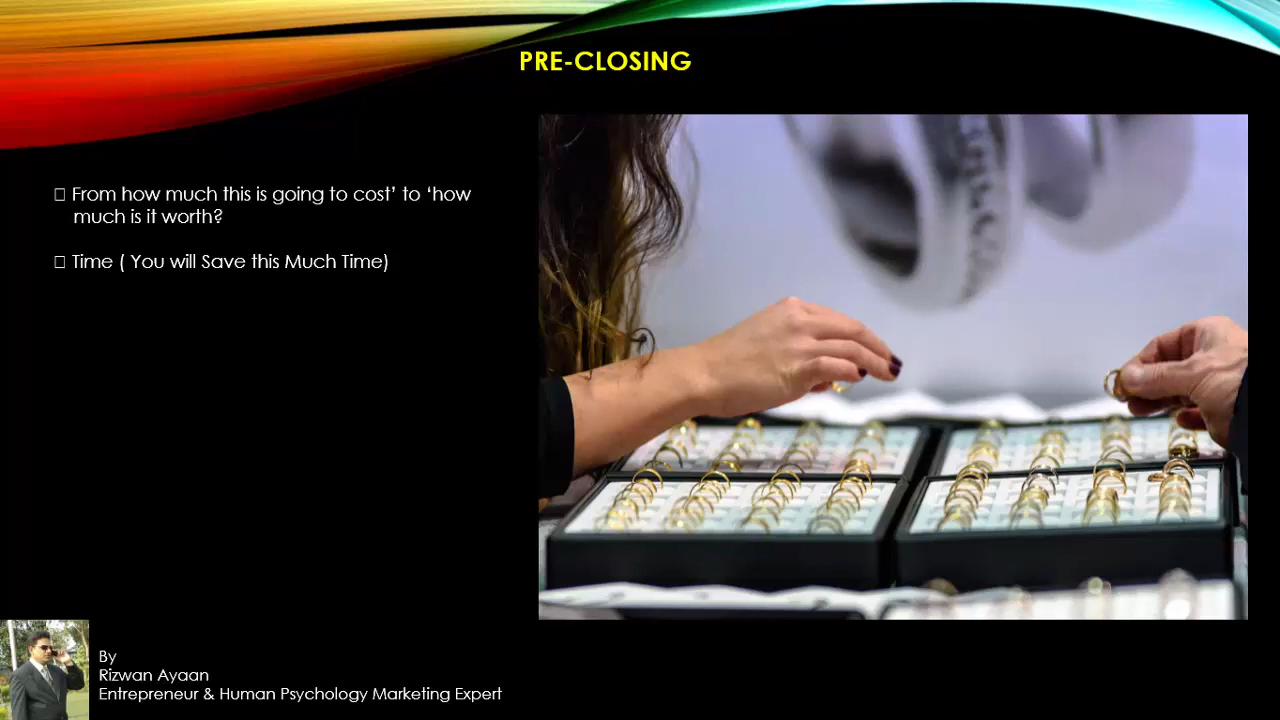 PRE-CLOSING
□ From how much this is going to cost’ to ‘how
much is it worth?
□ Time ( You will Save this Much Time)
By
Rizwan Ayaan
Entrepreneur & Human Psychology Marketing Expert